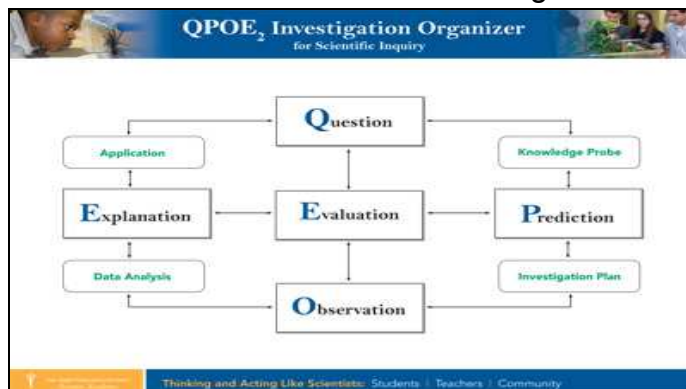 QPOE2 Investigation Organizer
for Scientific Inquiry
Question
Application
Knowledge Probe
Explanation
Evaluation
Prediction
Data Analysis
Investigation Plan
Observation
Thinking and Acting Like Scientists: Students | Teachers | Community